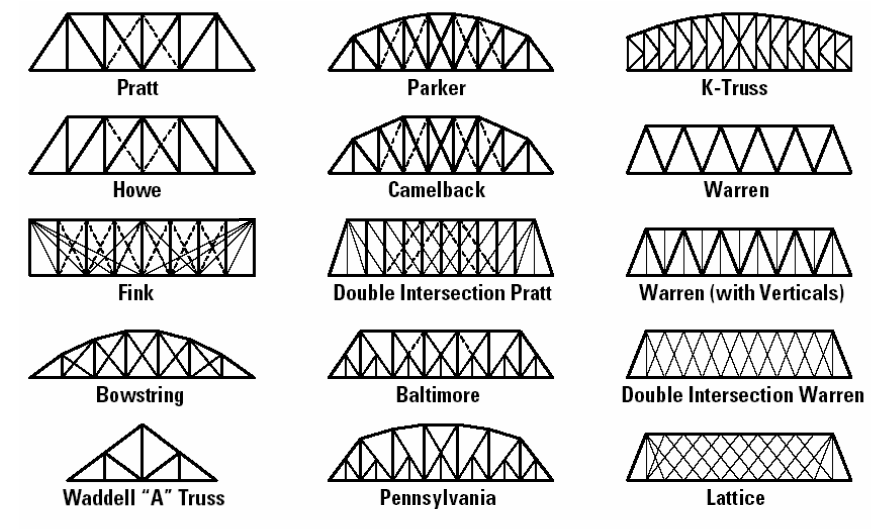 Pratt
Parker
K-Truss
Howe
Camelback
Warren
Fink
Double Intersection Pratt
Warren (with Verticals)
Bowstring
Baltimore
Double Intersection Warren
Waddell “A” Truss
Pennsylvania
Lattice